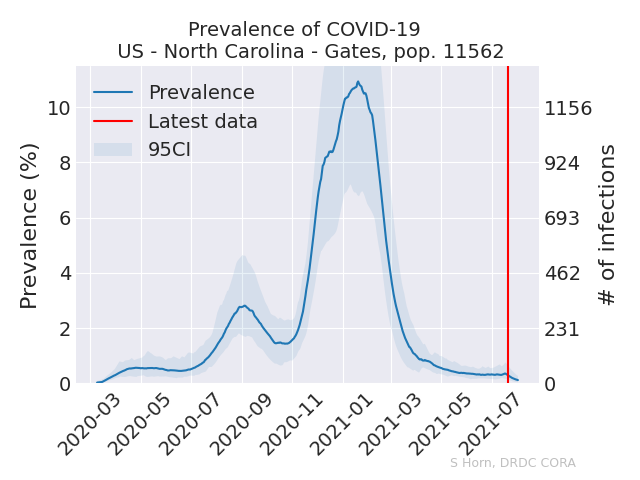 Prevalence of COVID-19
US - North Carolina - Gates, pop. 11562
Prevalence
Latest data
95CI
Prevalence (%)
10
8
6
4
2
0
1156
924
693
462
231
0
# of infections
2020-03
2020-05
2020-07
2020-09
2020-11
2021-01
2021-03
2021-05
2021-07
S Horn, DRDC CORA